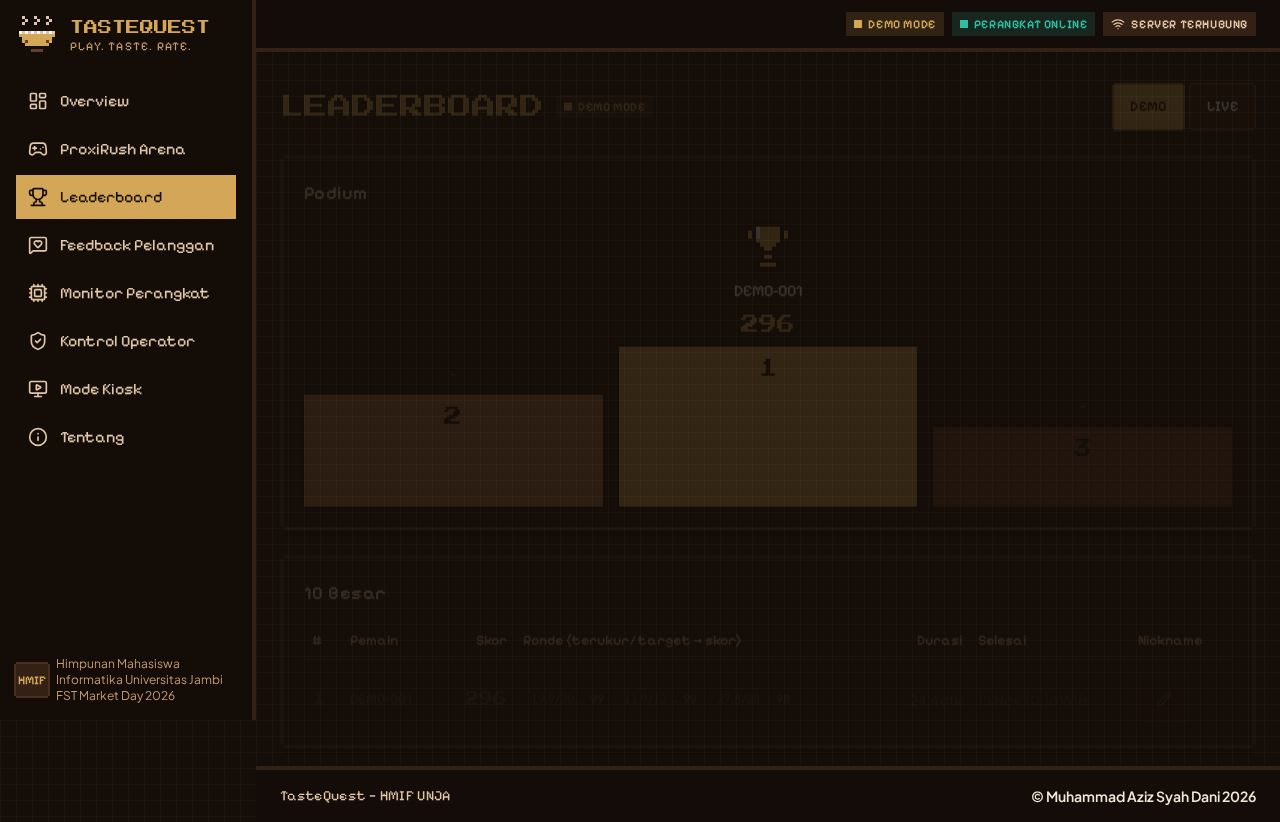 TASTEQUEST
PLAY. TASTE. RATE.
Overview
ProxiRush Arena
Leaderboard
Feedback Pelanggan
Monitor Perangkat
Kontrol Operator
Mode Kiosk
Tentang
HMIF
Himpunan Mahasiswa
Informatika Universitas Jambi
FST Market Day 2026
DEMO MODE
PERANGKAT ONLINE
SERVER TERHUBUNG
LEADERBOARD
DEMO MODE
DEMO
LIVE
Podium
DEMO-001
296
1
2
3
10 Besar
# Pemain Skor Ronde (terukur/target → skor) Durasi Selesai Nickname
DEMO-001 296
TasteQuest – HMIF UNJA
© Muhammad Aziz Syah Dani 2026